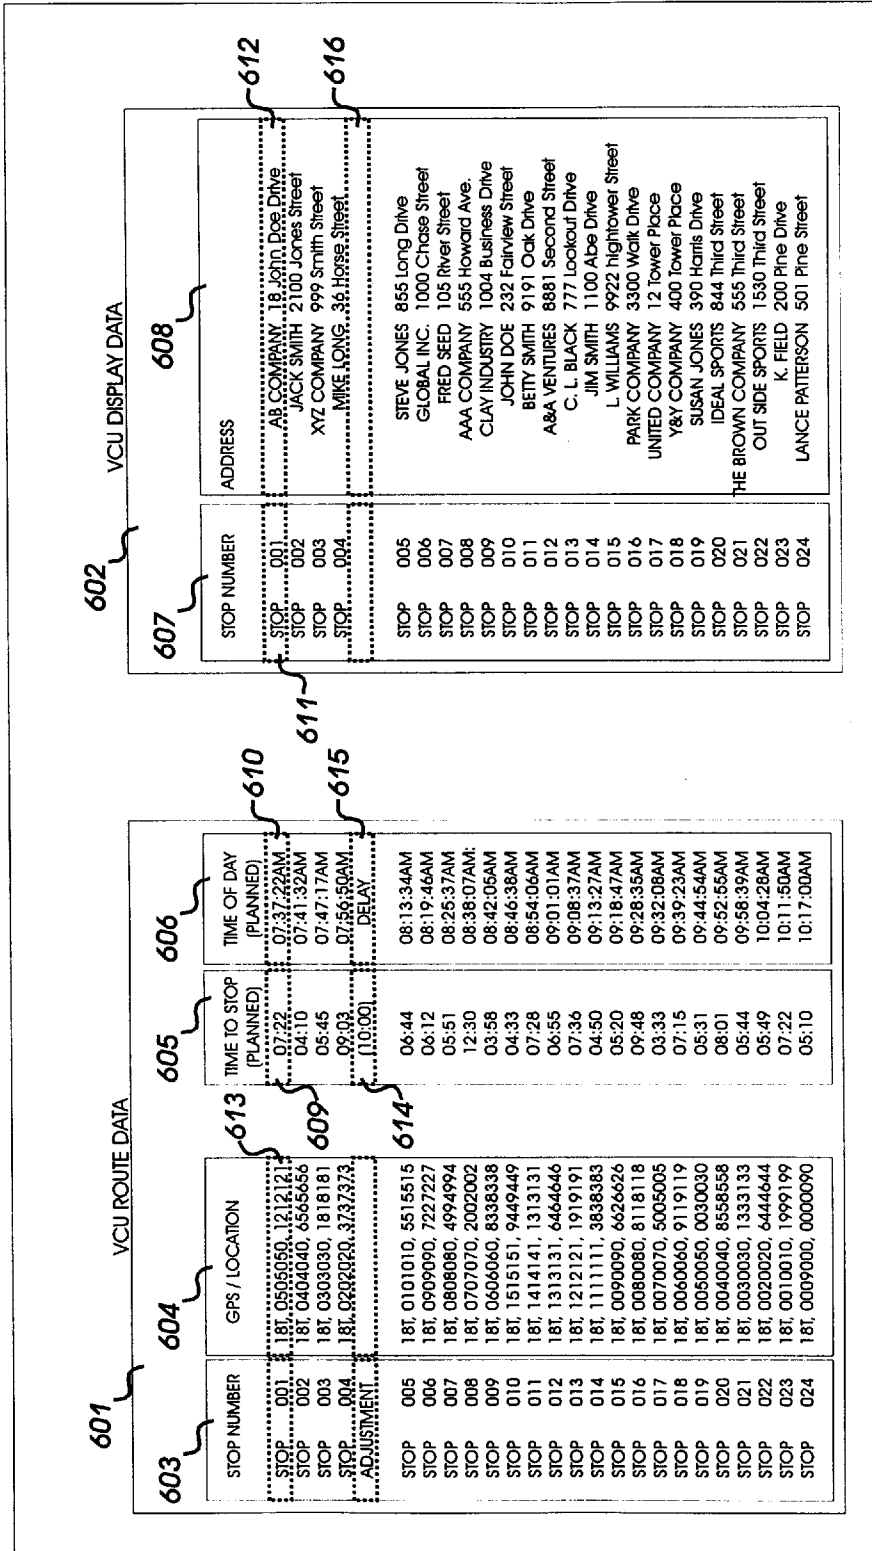 VCU ROUTE DATA
601
603
604
605
606
STOP NUMBER GPS / LOCATION TIME TO STOP (PLANNED) TIME OF DAY (PLANNED)
613
609
610
STOP 001 18T, 0505050, 1212121 07:22 07:37:22AM
STOP 002 18T, 0404040, 6565656 04:10 07:41:32AM
STOP 003 18T, 0303030, 1818181 05:45 07:47:17AM
STOP 004 18T, 0202020, 3737373 09:03 07:56:50AM
ADJUSTMENT (10:00) DELAY
614
615
STOP 005 18T, 0101010, 5515515 06:44 08:13:34AM
STOP 006 18T, 0909090, 7227227 06:12 08:19:46AM
STOP 007 18T, 0808080, 4994994 05:51 08:25:37AM
STOP 008 18T, 0707070, 2002002 12:30 08:38:07AM:
STOP 009 18T, 0606060, 8338338 03:58 08:42:05AM
STOP 010 18T, 1515151, 9449449 04:33 08:46:38AM
STOP 011 18T, 1414141, 1313131 07:28 08:54:06AM
STOP 012 18T, 1313131, 6464646 06:55 09:01:01AM
STOP 013 18T, 1212121, 1919191 07:36 09:08:37AM
STOP 014 18T, 1111111, 3838383 04:50 09:13:27AM
STOP 015 18T, 0090090, 6626626 05:20 09:18:47AM
STOP 016 18T, 0080080, 8118118 09:48 09:28:35AM
STOP 017 18T, 0070070, 5005005 03:33 09:32:08AM
STOP 018 18T, 0060060, 9119119 07:15 09:39:23AM
STOP 019 18T, 0050050, 0030030 05:31 09:44:54AM
STOP 020 18T, 0040040, 8558558 08:01 09:52:55AM
STOP 021 18T, 0030030, 1333133 05:44 09:58:39AM
STOP 022 18T, 0020020, 6444644 05:49 10:04:28AM
STOP 023 18T, 0010010, 1999199 07:22 10:11:50AM
STOP 024 18T, 0009000, 0000090 05:10 10:17:00AM
VCU DISPLAY DATA
602
607
608
STOP NUMBER ADDRESS
611
612
STOP 001 AB COMPANY 18 John Doe Drive
STOP 002 JACK SMITH 2100 Jones Street
STOP 003 XYZ COMPANY 999 Smith Street
STOP 004 MIKE LONG 36 Horse Street
616
STOP 005 STEVE JONES 855 Long Drive
STOP 006 GLOBAL INC. 1000 Chase Street
STOP 007 FRED SEED 105 River Street
STOP 008 AAA COMPANY 555 Howard Ave.
STOP 009 CLAY INDUSTRY 1004 Business Drive
STOP 010 JOHN DOE 232 Fairview Street
STOP 011 BETTY SMITH 9191 Oak Drive
STOP 012 A&A VENTURES 8881 Second Street
STOP 013 C. L. BLACK 777 Lookout Drive
STOP 014 JIM SMITH 1100 Abe Drive
STOP 015 L. WILLIAMS 9922 hightower Street
STOP 016 PARK COMPANY 3300 Walk Drive
STOP 017 UNITED COMPANY 12 Tower Place
STOP 018 Y&Y COMPANY 400 Tower Place
STOP 019 SUSAN JONES 390 Harris Drive
STOP 020 IDEAL SPORTS 844 Third Street
STOP 021 THE BROWN COMPANY 555 Third Street
STOP 022 OUT SIDE SPORTS 1530 Third Street
STOP 023 K. FIELD 200 Pine Drive
STOP 024 LANCE PATTERSON 501 Pine Street